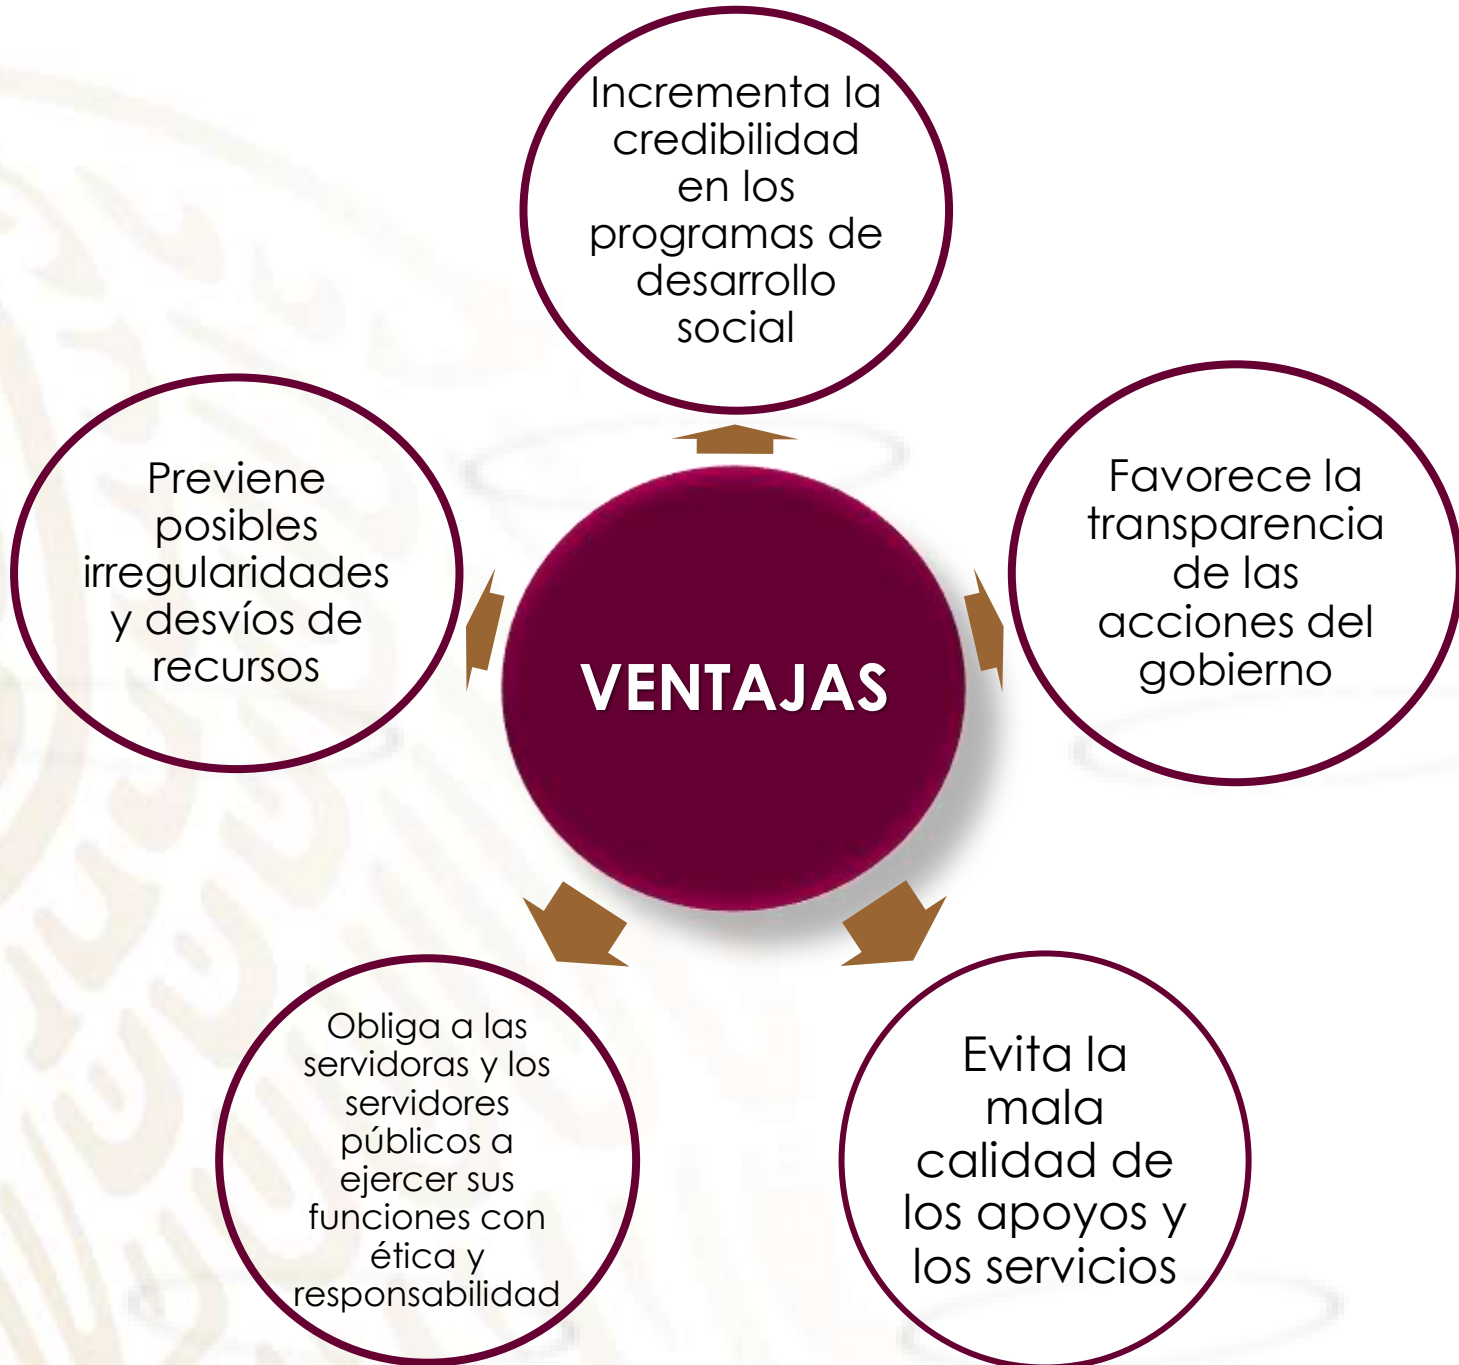 Incrementa la
credibilidad
en los
programas de
desarrollo
social
Previene
posibles
irregularidades
y desvíos de
recursos
Favorece la
transparencia
de las
acciones del
gobierno
VENTAJAS
Obliga a las
servidoras y los
servidores
públicos a
ejercer sus
funciones con
ética y
responsabilidad
Evita la
mala
calidad de
los apoyos y
los servicios